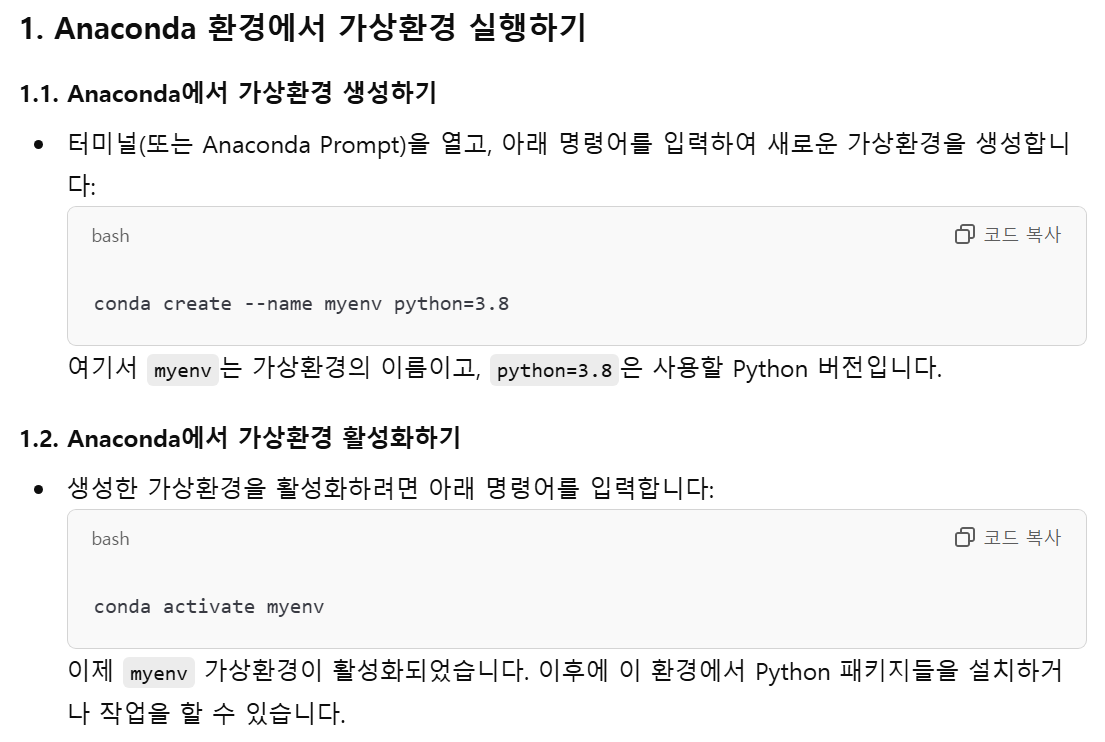 1. Anaconda 환경에서 가상환경 실행하기
1.1. Anaconda에서 가상환경 생성하기
• 터미널(또는 Anaconda Prompt)을 열고, 아래 명령어를 입력하여 새로운 가상환경을 생성합니
다:
bash 코드 복사
conda create --name myenv python=3.8
여기서 myenv는 가상환경의 이름이고, python=3.8은 사용할 Python 버전입니다.
1.2. Anaconda에서 가상환경 활성화하기
• 생성한 가상환경을 활성화하려면 아래 명령어를 입력합니다:
bash 코드 복사
conda activate myenv
이제 myenv 가상환경이 활성화되었습니다. 이후에 이 환경에서 Python 패키지들을 설치하거
나 작업을 할 수 있습니다.